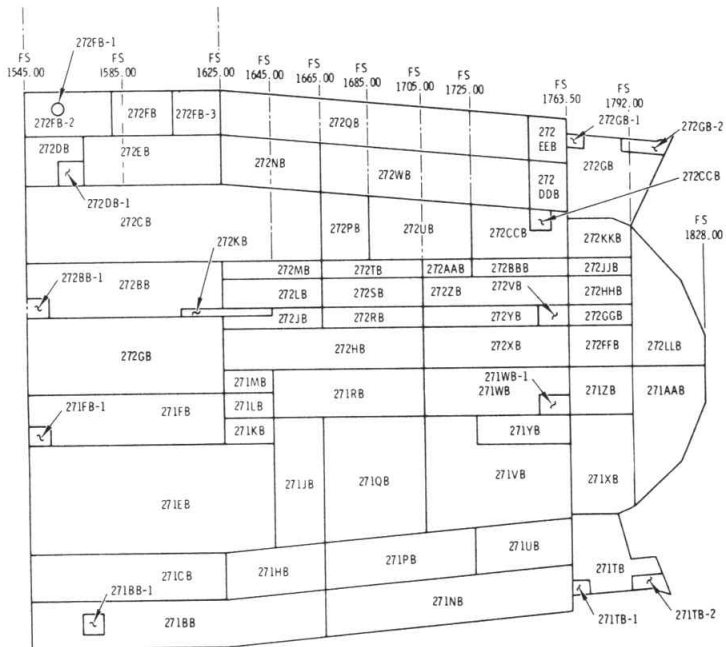 272FB-1
FS
1545.00
FS
1585.00
FS
1625.00
FS
1645.00
FS
1665.00
FS
1685.00
FS
1705.00
FS
1725.00
FS
1763.50
FS
1792.00
272GB-1
272GB-2
272FB-2
272FB
272FB-3
272QB
272
EEB
272GB
272DB
272EB
272NB
272WB
272
DDB
272CCB
272DB-1
FS
1828.00
272CB
272KB
272PB
272UB
272CCB
272KKB
272BB-1
272BB
272MB
272TB
272AAB
272BBB
272JJB
272LB
272SB
272ZB
272VB
272HHB
272JB
272RB
272YB
272GGB
272GB
272HB
272XB
272FFB
272LLB
271FB-1
271FB
271MB
271RB
271WB-1
271WB
271ZB
271AAB
271LB
271KB
271YB
271EB
271JB
271QB
271VB
271XB
271CB
271HB
271PB
271UB
271TB
271BB-1
271BB
271NB
271TB-1
271TB-2